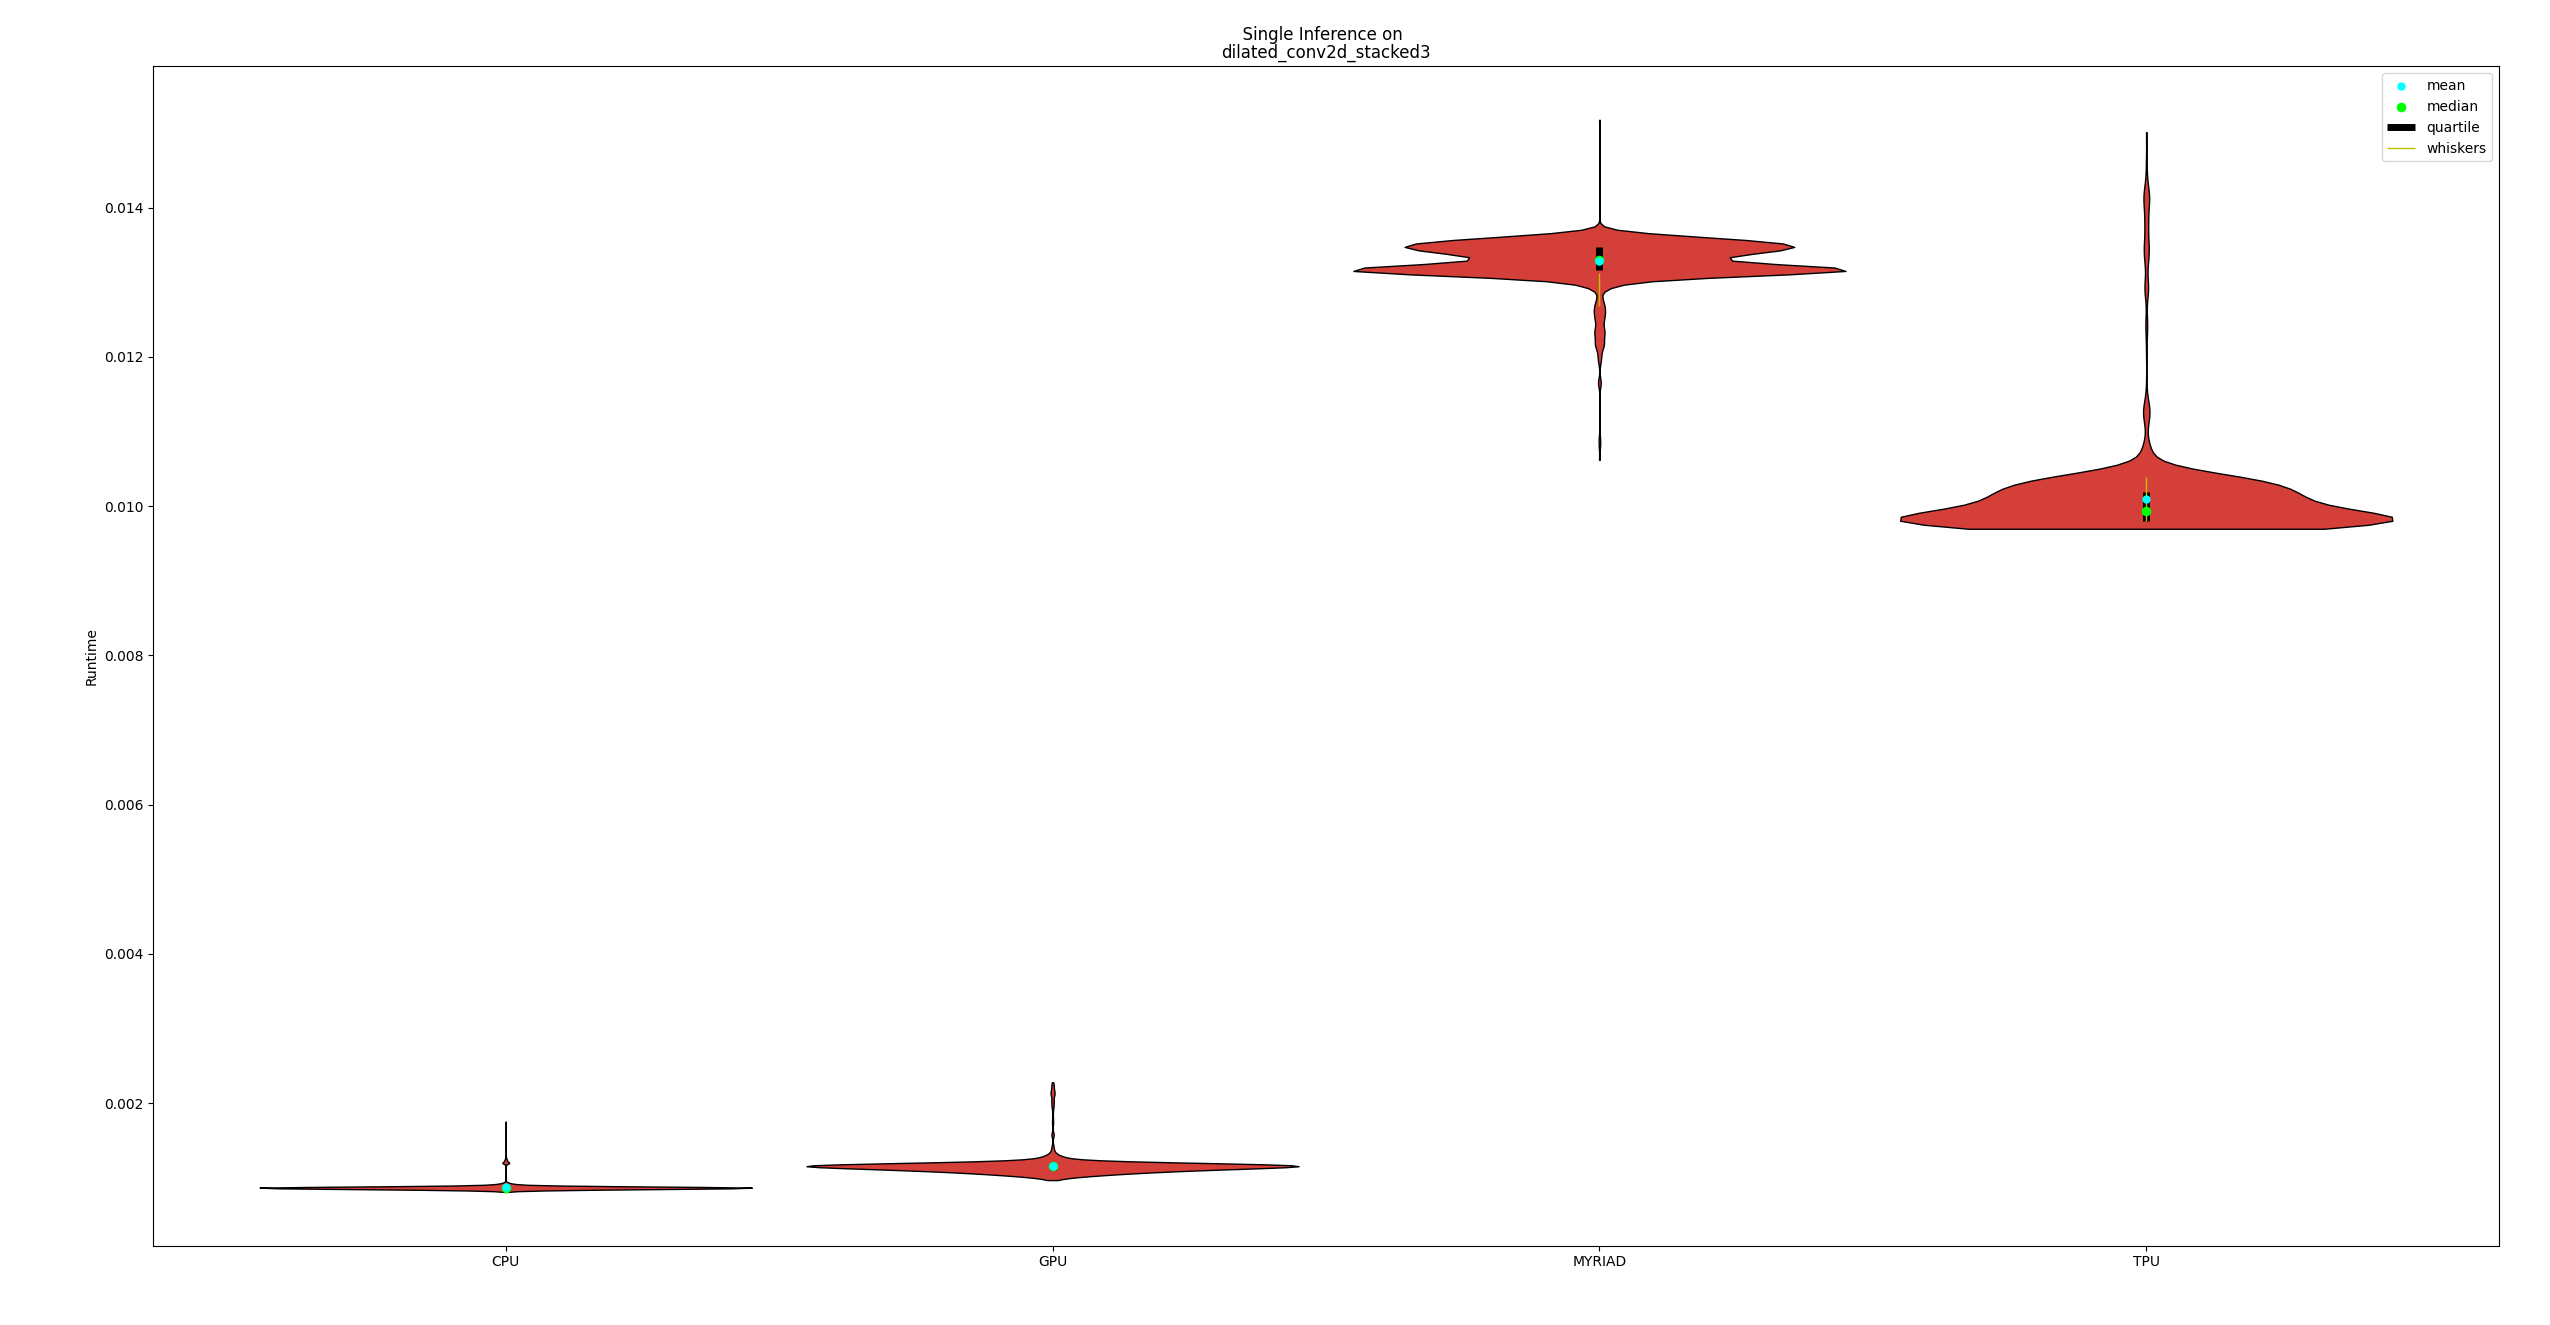 Single Inference on
dilated_conv2d_stacked3
mean
median
quartile
whiskers
0.014
0.012
0.010
0.008
0.006
0.004
0.002
Runtime
CPU
GPU
MYRIAD
TPU